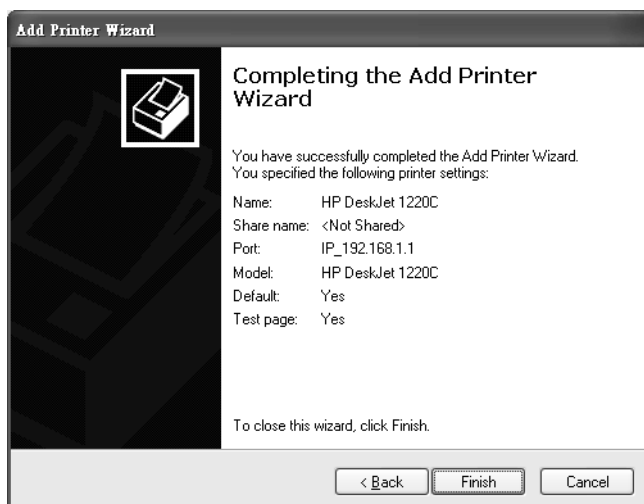 Add Printer Wizard
Completing the Add Printer
Wizard
You have successfully completed the Add Printer Wizard.
You specified the following printer settings:
Name: HP DeskJet 1220C
Share name: <Not Shared>
Port: IP_192.168.1.1
Model: HP DeskJet 1220C
Default: Yes
Test page: Yes
To close this wizard, click Finish.
< Back Finish Cancel